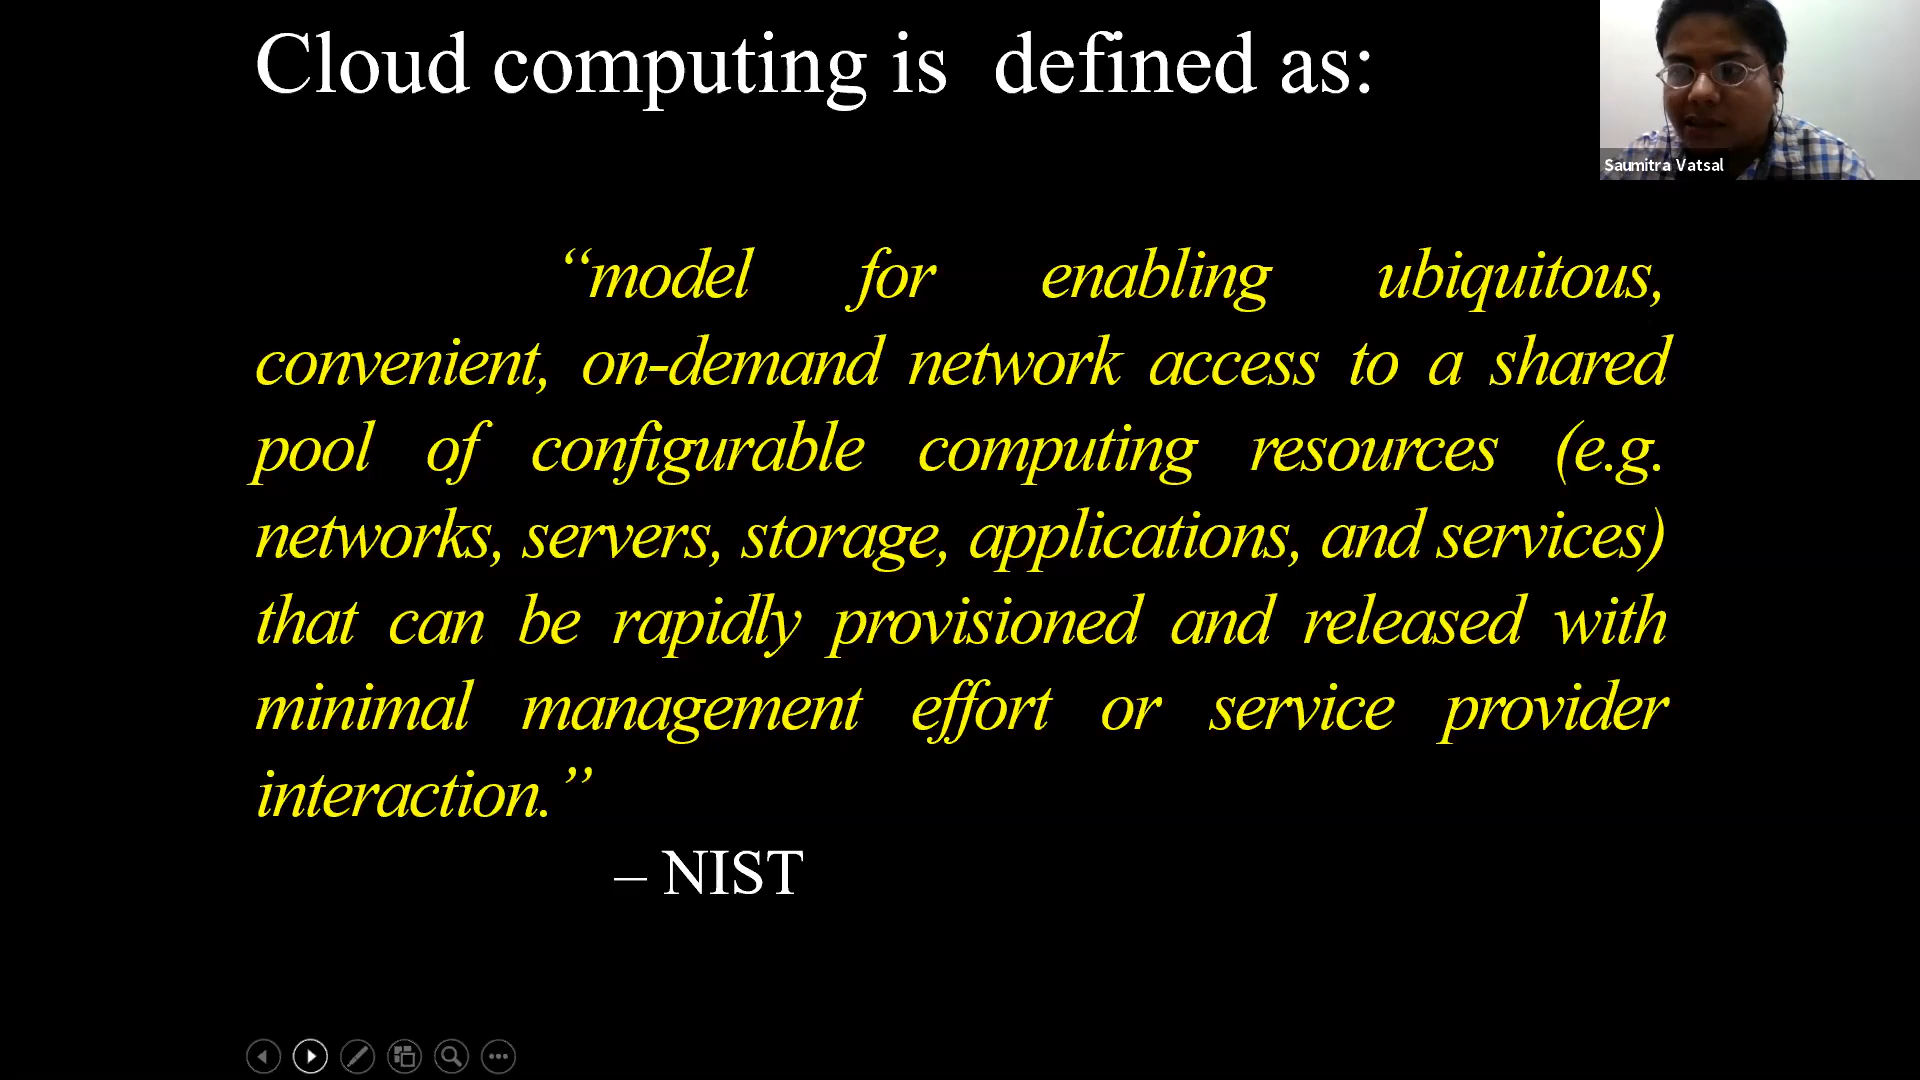 Cloud computing is defined as:
Saumitra Vatsal
“model for enabling ubiquitous,
convenient, on-demand network access to a shared
pool of configurable computing resources (e.g.
networks, servers, storage, applications, and services)
that can be rapidly provisioned and released with
minimal management effort or service provider
interaction.”
– NIST